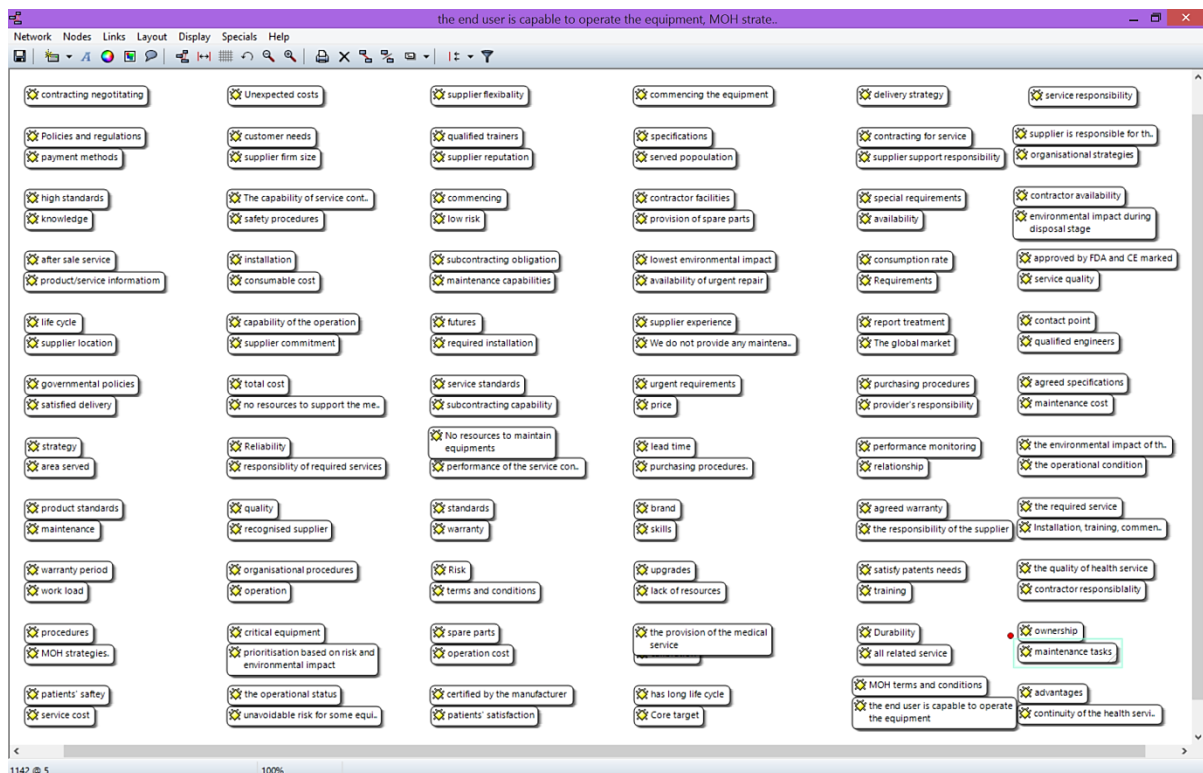 the end user is capable to operate the equipment, MOH strate..
Network Nodes Links Layout Display Specials Help
contracting negotitating
Unexpected costs
supplier flexibality
commencing the equipment
delivery strategy
service responsibility
Policies and regulations
customer needs
qualified trainers
specifications
contracting for service
supplier is responsible for th..
payment methods
supplier firm size
supplier reputation
served popoulation
supplier support responsibility
organisational strategies
high standards
The capability of service cont..
commencing
contractor facilities
special requirements
contractor availability
knowledge
safety procedures
low risk
provision of spare parts
availability
environmental impact during
disposal stage
after sale service
installation
subcontracting obligation
lowest environmental impact
consumption rate
approved by FDA and CE marked
product/service informatiom
consumable cost
maintenance capabilities
availability of urgent repair
Requirements
service quality
life cycle
capability of the operation
futures
supplier experience
report treatment
contact point
supplier location
supplier commitment
required installation
We do not provide any maintena..
The global market
qualified engineers
governmental policies
total cost
service standards
urgent requirements
purchasing procedures
agreed specifications
satisfied delivery
no resources to support the me..
subcontracting capability
price
provider's responsibility
maintenance cost
strategy
Reliability
No resources to maintain
equipments
lead time
performance monitoring
the environmental impact of th..
area served
responsiblity of required services
performance of the service con..
purchasing procedures.
relationship
the operational condition
product standards
quality
standards
brand
agreed warranty
the required service
maintenance
recognised supplier
warranty
skills
the responsibility of the supplier
Installation, training, commen..
warranty period
organisational procedures
Risk
upgrades
satisfy patents needs
the quality of health service
work load
operation
terms and conditions
lack of resources
training
contractor responsiblality
procedures
critical equipment
spare parts
the provision of the medical
service
Durability
ownership
MOH strategies.
prioritisation based on risk and
environmental impact
operation cost
all related service
maintenance tasks
patients' saftey
the operational status
certified by the manufacturer
has long life cycle
MOH terms and conditions
advantages
service cost
unavoidable risk for some equi..
patients' satisfaction
Core target
the end user is capable to operate
the equipment
continuity of the health servi..
1142 @ 5
100%